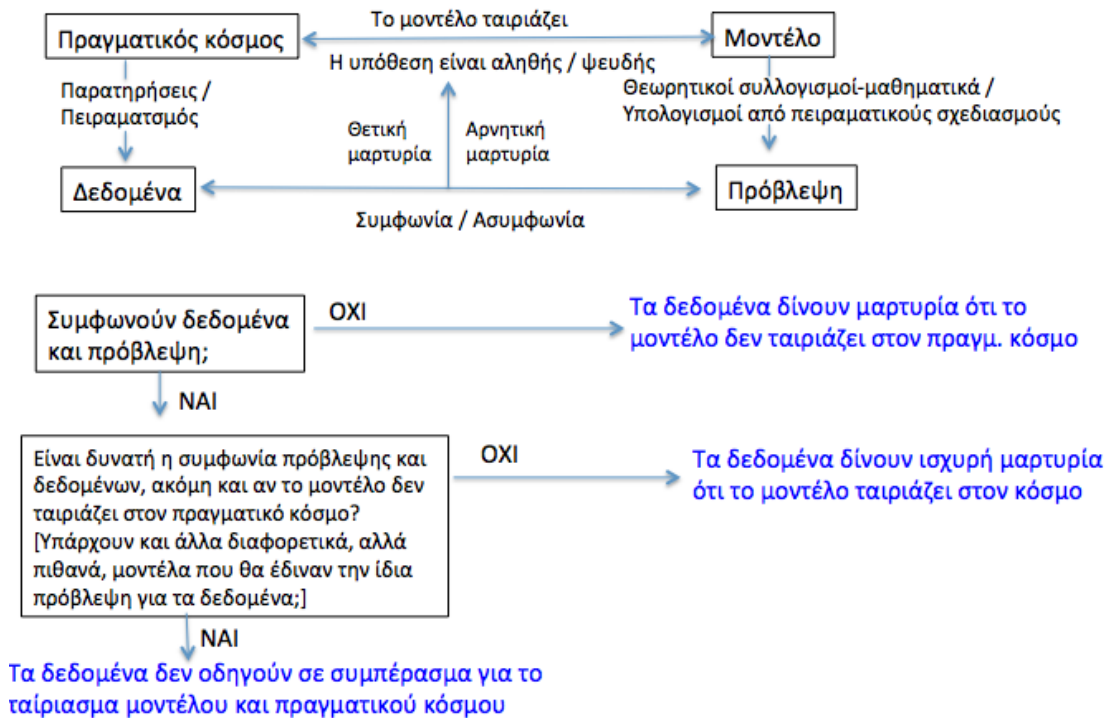 Το μοντέλο ταιριάζει
Πραγματικός κόσμος
Μοντέλο
Η υπόθεση είναι αληθής / ψευδής
Παρατηρήσεις /
Πειραματσμός
Θεωρητικοί συλλογισμοί-μαθηματικά /
Υπολογισμοί από πειραματικούς σχεδιασμούς
Θετική
μαρτυρία
Αρνητική
μαρτυρία
Δεδομένα
Πρόβλεψη
Συμφωνία / Ασυμφωνία
Συμφωνούν δεδομένα
και πρόβλεψη;
ΟΧΙ
Τα δεδομένα δίνουν μαρτυρία ότι το
μοντέλο δεν ταιριάζει στον πραγμ. κόσμο
ΝΑΙ
Είναι δυνατή η συμφωνία πρόβλεψης και
δεδομένων, ακόμη και αν το μοντέλο δεν
ταιριάζει στον πραγματικό κόσμο?
[Υπάρχουν και άλλα διαφορετικά, αλλά
πιθανά, μοντέλα που θα έδιναν την ίδια
πρόβλεψη για τα δεδομένα;]
ΟΧΙ
Τα δεδομένα δίνουν ισχυρή μαρτυρία
ότι το μοντέλο ταιριάζει στον κόσμο
ΝΑΙ
Τα δεδομένα δεν οδηγούν σε συμπέρασμα για το
ταίριασμα μοντέλου και πραγματικού κόσμου